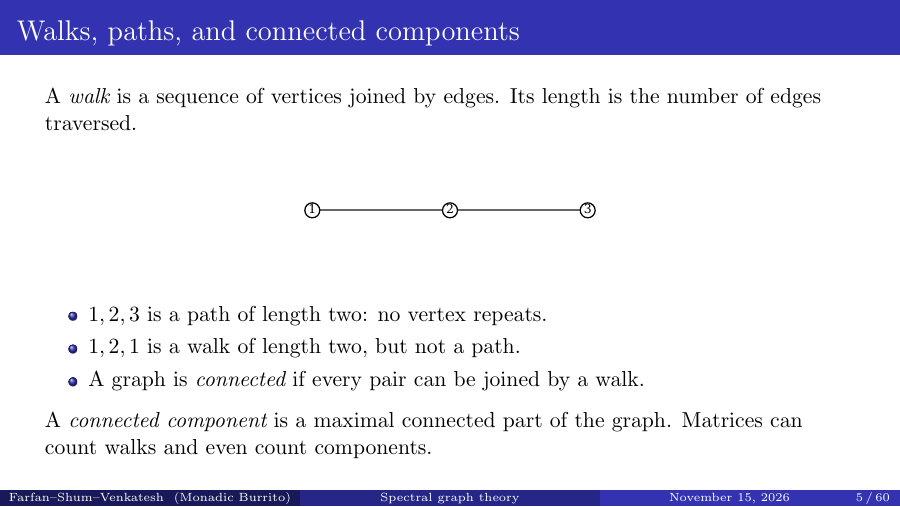 Walks, paths, and connected components
A walk is a sequence of vertices joined by edges. Its length is the number of edges
traversed.
1 2 3
1, 2, 3 is a path of length two: no vertex repeats.
1, 2, 1 is a walk of length two, but not a path.
A graph is connected if every pair can be joined by a walk.
A connected component is a maximal connected part of the graph. Matrices can
count walks and even count components.
Farfan–Shum–Venkatesh (Monadic Burrito) Spectral graph theory November 15, 2026 5 / 60